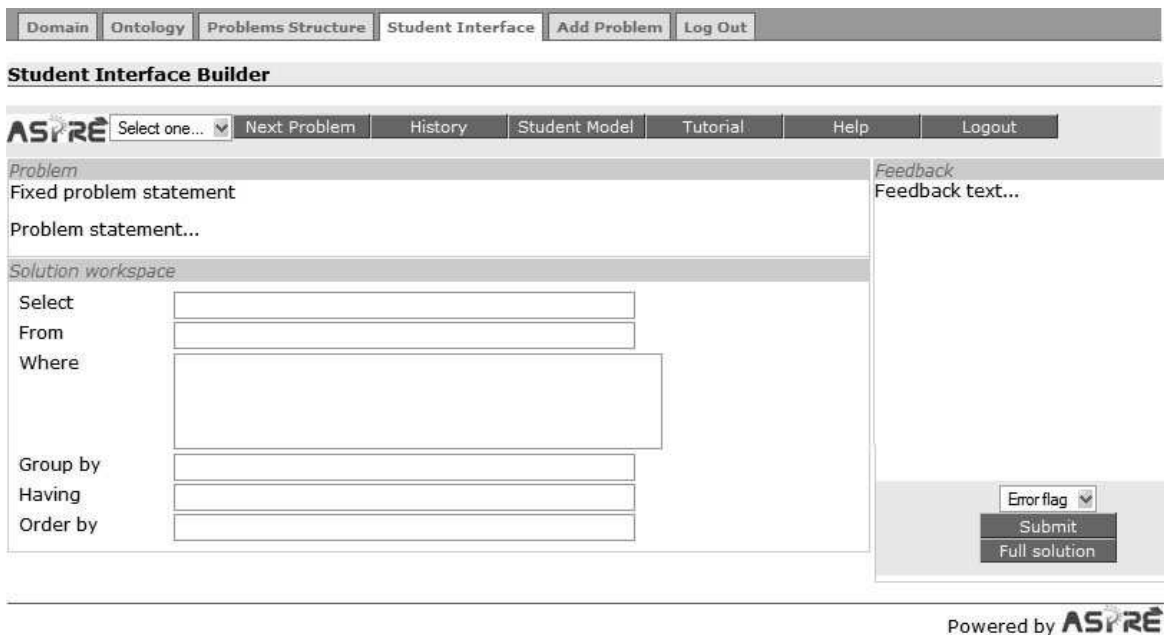 Domain Ontology Problems Structure Student Interface Add Problem Log Out
Student Interface Builder
ASPIRE Select one... Next Problem History Student Model Tutorial Help Logout
Problem
Fixed problem statement
Problem statement...
Feedback
Feedback text...
Solution workspace
Select
From
Where
Group by
Having
Order by
Error flag
Submit
Full solution
Powered by ASPIRE